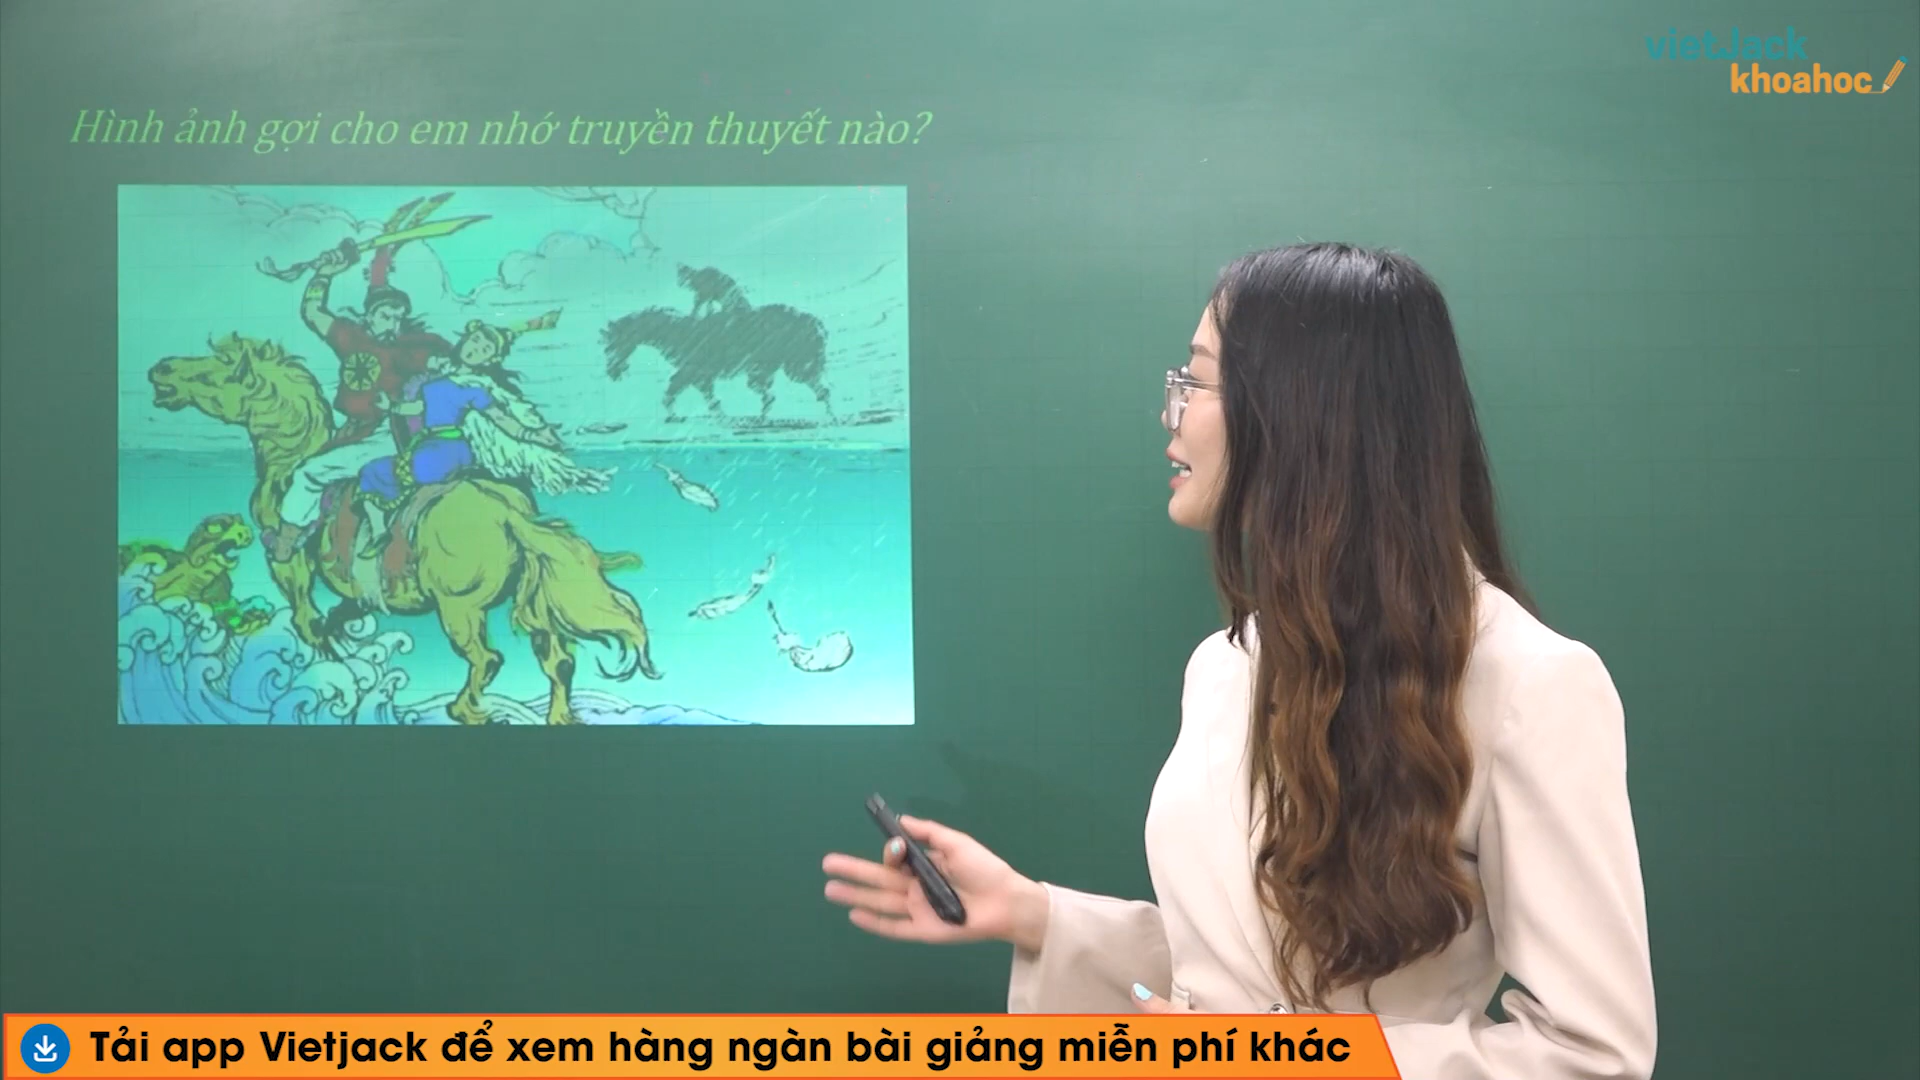 vietJack
khoahoc
Hình ảnh gợi cho em nhớ truyền thuyết nào?
Tải app Vietjack để xem hàng ngàn bài giảng miễn phí khác